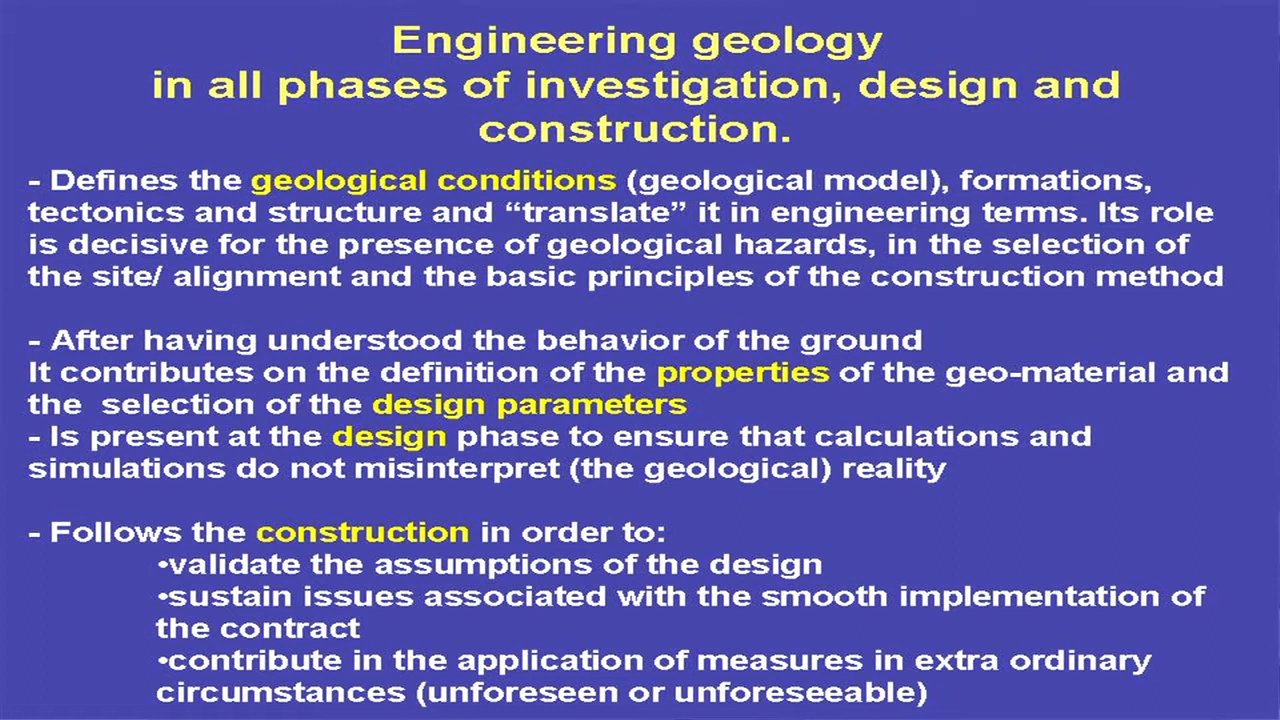 Engineering geology
in all phases of investigation, design and
construction.
- Defines the geological conditions (geological model), formations,
tectonics and structure and “translate” it in engineering terms. Its role
is decisive for the presence of geological hazards, in the selection of
the site/ alignment and the basic principles of the construction method
- After having understood the behavior of the ground
It contributes on the definition of the properties of the geo-material and
the selection of the design parameters
- Is present at the design phase to ensure that calculations and
simulations do not misinterpret (the geological) reality
- Follows the construction in order to:
•validate the assumptions of the design
•sustain issues associated with the smooth implementation of
the contract
•contribute in the application of measures in extra ordinary
circumstances (unforeseen or unforeseeable)